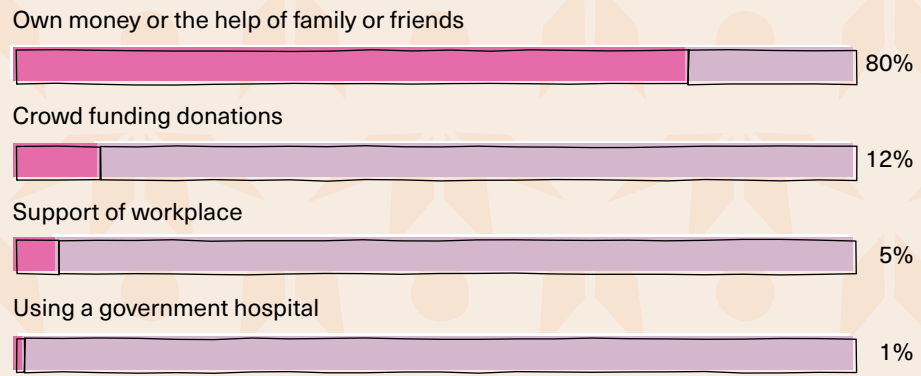 Own money or the help of family or friends
80%
Crowd funding donations
12%
Support of workplace
5%
Using a government hospital
1%